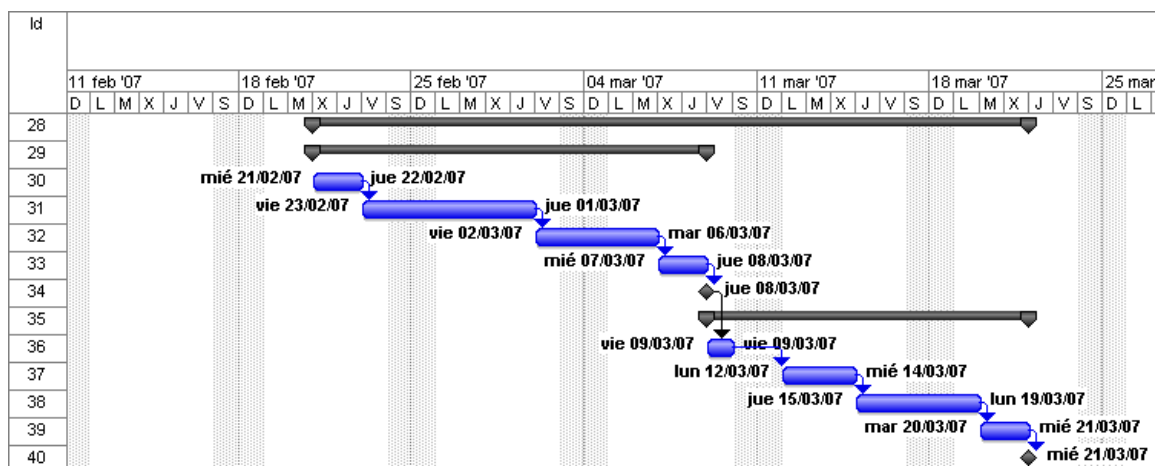 Id
11 feb '07 18 feb '07 25 feb '07 04 mar '07 11 mar '07 18 mar '07 25 mar
D L M X J V S D L M X J V S D L M X J V S D L M X J V S D L M X J V S D L M X J V S D L
28
29
30 mié 21/02/07 jue 22/02/07
31 vie 23/02/07 jue 01/03/07
32 vie 02/03/07 mar 06/03/07
33 mié 07/03/07 jue 08/03/07
34 jue 08/03/07
35
36 vie 09/03/07 vie 09/03/07
37 lun 12/03/07 mié 14/03/07
38 jue 15/03/07 lun 19/03/07
39 mar 20/03/07 mié 21/03/07
40 mié 21/03/07